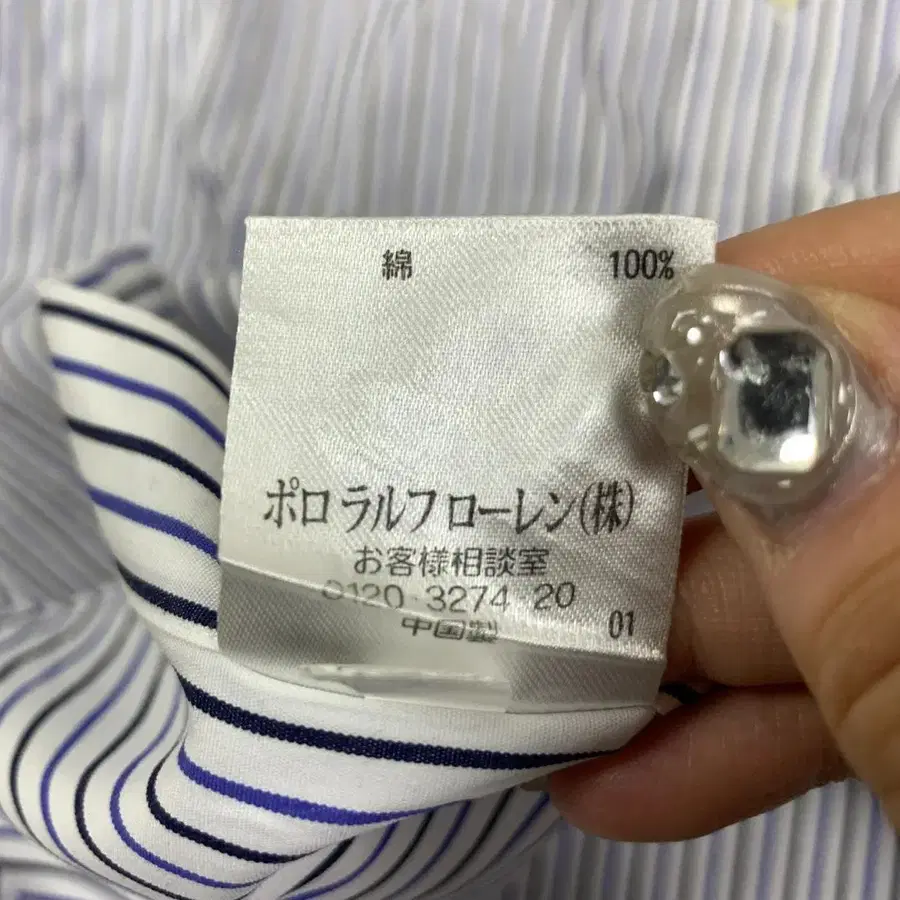 綿 100%
ポロ ラルフ ローレン(株)
お客様相談室
0120・3274 20
中国製 01